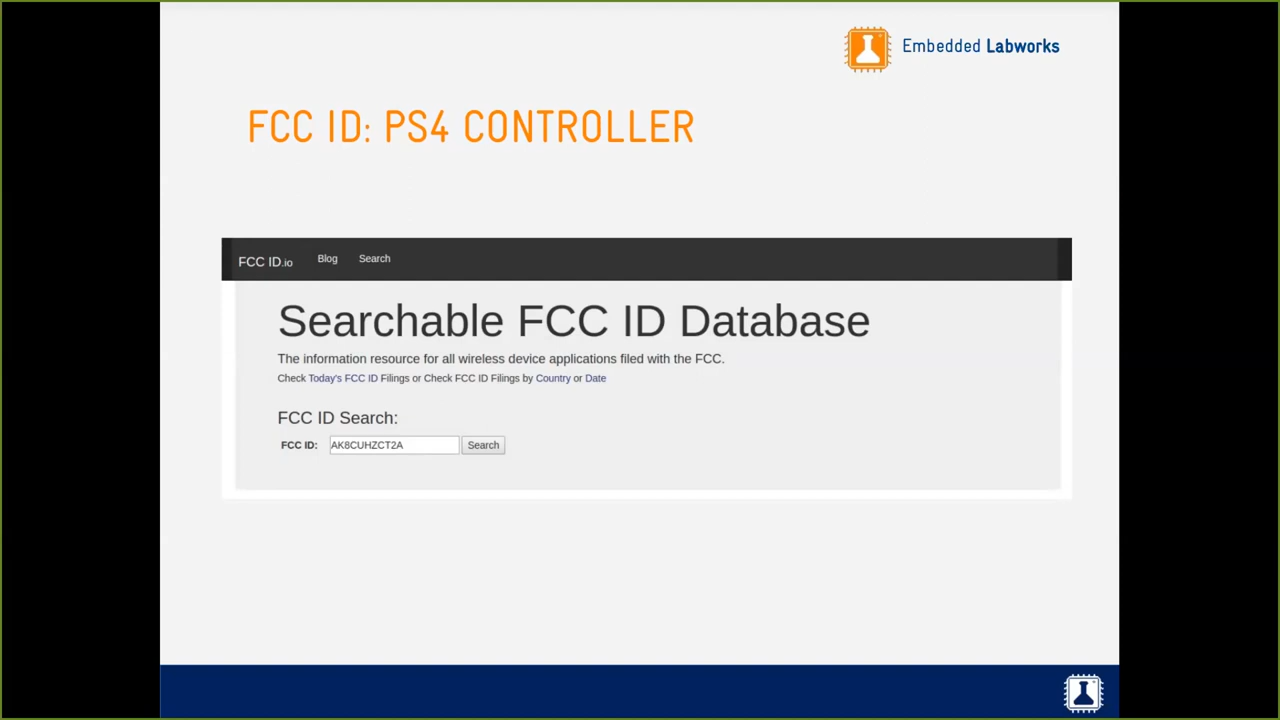 Embedded Labworks
FCC ID: PS4 CONTROLLER
FCC ID.io Blog Search
Searchable FCC ID Database
The information resource for all wireless device applications filed with the FCC.
Check Today's FCC ID Filings or Check FCC ID Filings by Country or Date
FCC ID Search:
FCC ID: AK8CUHZCT2A Search